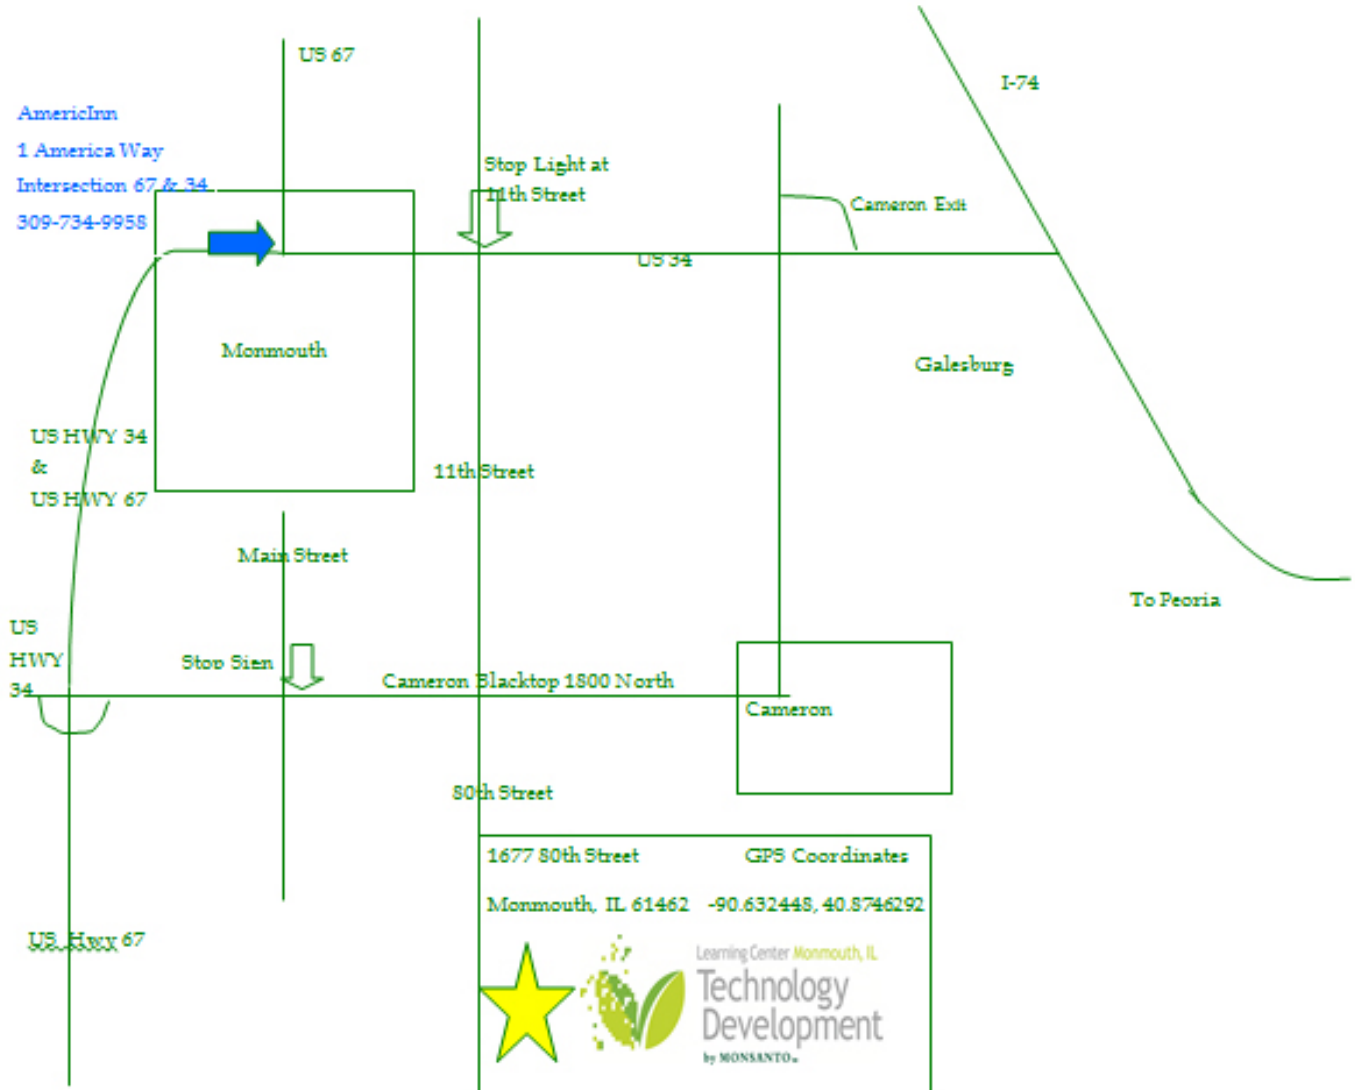 US 67
I-74
AmericInn
1 America Way
Intersection 67 & 34
309-734-9958
Stop Light at
11th Street
Cameron Exit
US 34
Monmouth
Galesburg
US HWY 34
&
US HWY 67
11th Street
Main Street
To Peoria
US
HWY
34
Stop Sign
Cameron Blacktop 1800 North
Cameron
80th Street
1677 80th Street GPS Coordinates
Monmouth, IL 61462 -90.632448, 40.8746292
US Hwy 67
Learning Center Monmouth, IL
Technology
Development
by MONSANTO